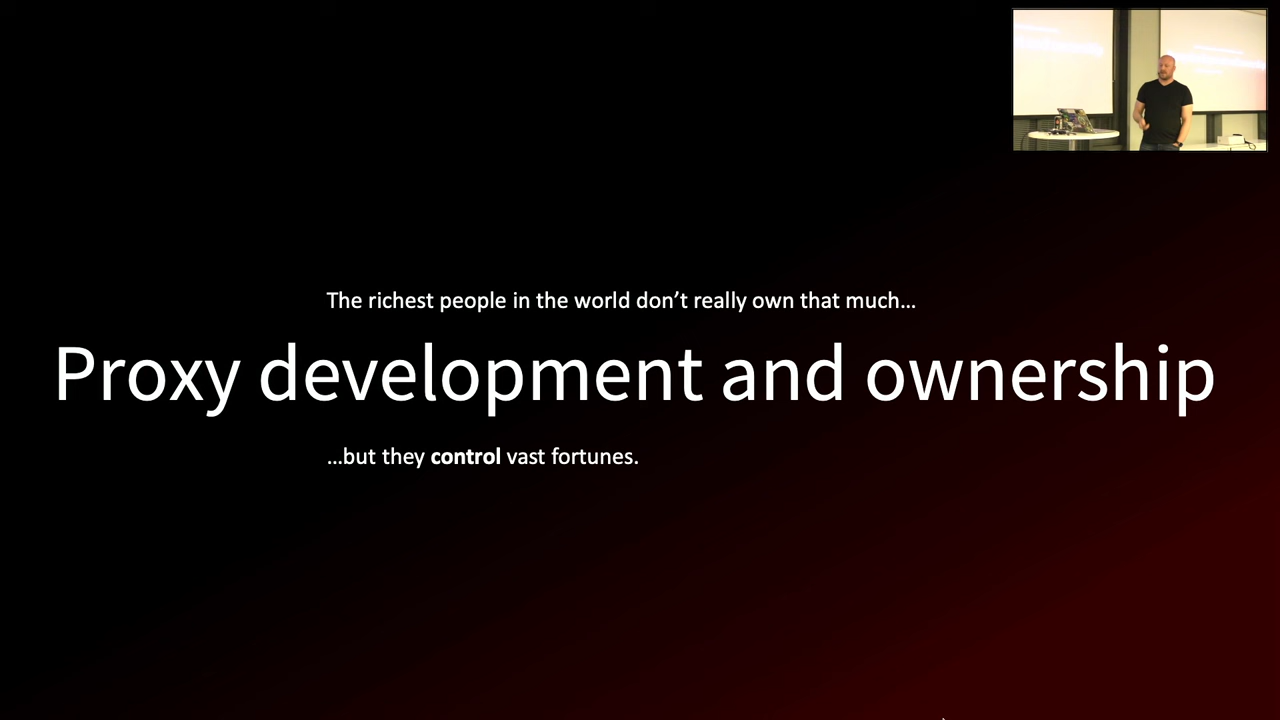 The richest people in the world don’t really own that much…
Proxy development and ownership
…but they control vast fortunes.